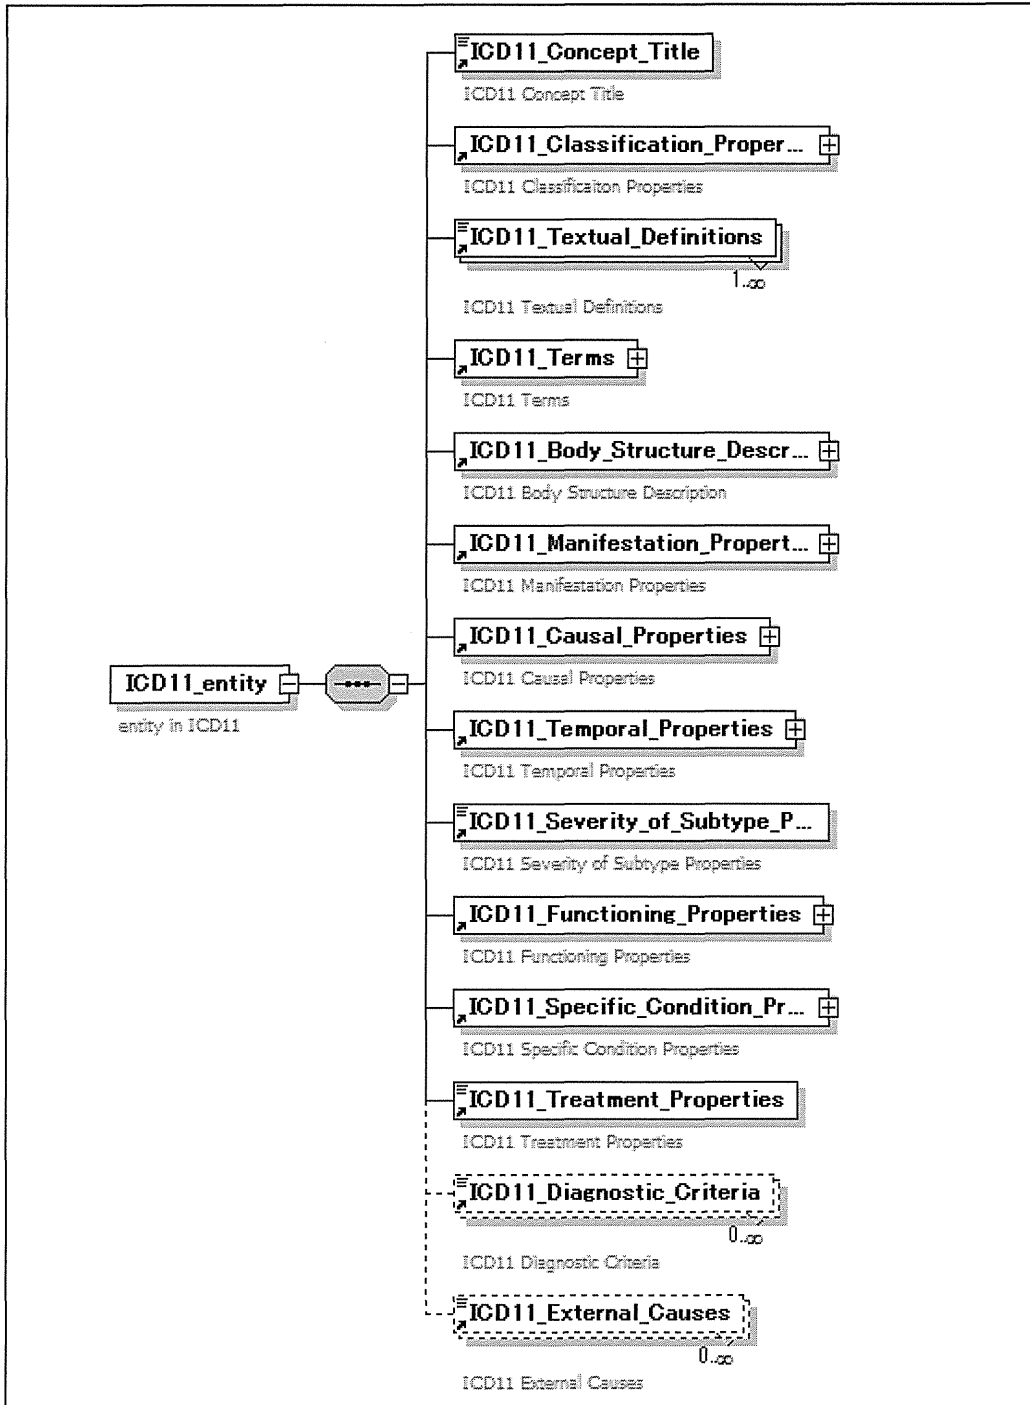 ICD11_Concept_Title
ICD11 Concept Title
ICD11_Classification_Proper...
ICD11 Classificaiton Properties
ICD11_Textual_Definitions
1..∞
ICD11 Textual Definitions
ICD11_Terms
ICD11 Terms
ICD11_Body_Structure_Descr...
ICD11 Body Structure Description
ICD11_Manifestation_Propert...
ICD11 Manifestation Properties
ICD11_Causal_Properties
ICD11 Causal Properties
ICD11_entity
entity in ICD11
ICD11_Temporal_Properties
ICD11 Temporal Properties
ICD11_Severity_of_Subtype_P...
ICD11 Severity of Subtype Properties
ICD11_Functioning_Properties
ICD11 Functioning Properties
ICD11_Specific_Condition_Pr...
ICD11 Specific Condition Properties
ICD11_Treatment_Properties
ICD11 Treatment Properties
ICD11_Diagnostic_Criteria
0..∞
ICD11 Diagnostic Criteria
ICD11_External_Causes
0..∞
ICD11 External Causes